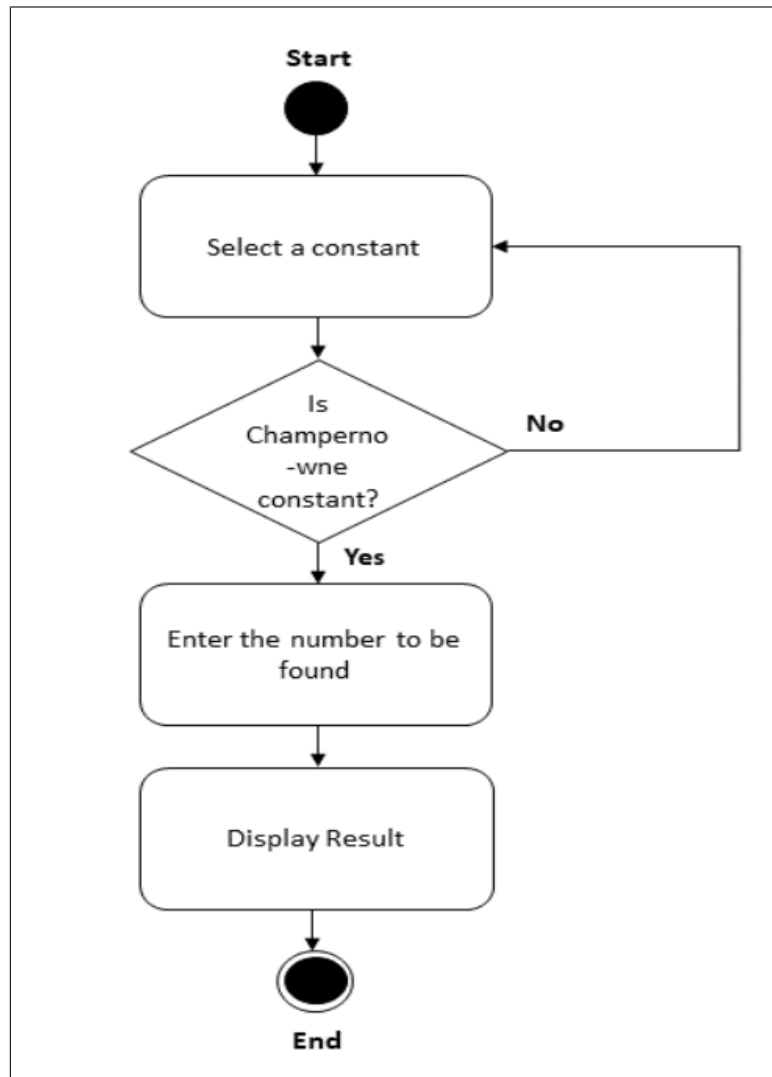 Start
Select a constant
Is
Champerno
-wne
constant?
No
Yes
Enter the number to be
found
Display Result
End